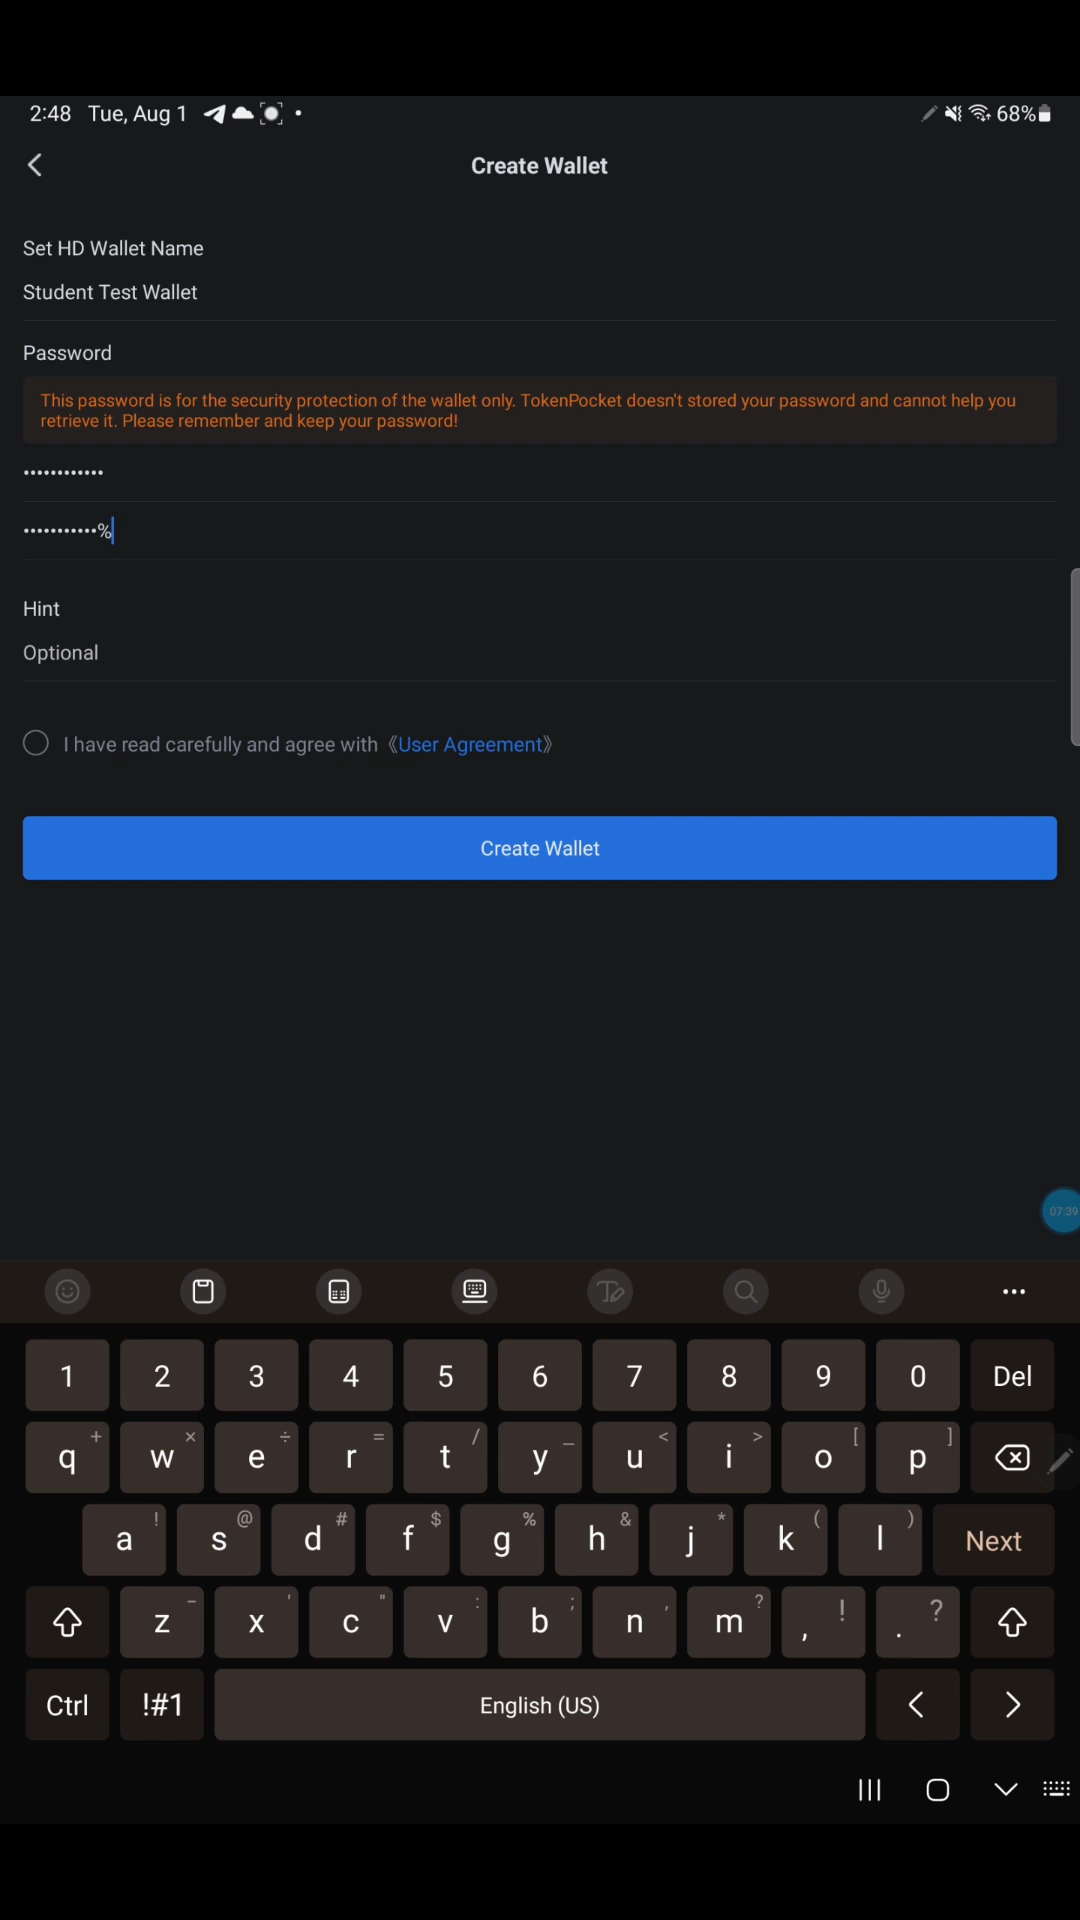 2:48 Tue, Aug 1 68%
Create Wallet
Set HD Wallet Name
Student Test Wallet
Password
This password is for the security protection of the wallet only. TokenPocket doesn't stored your password and cannot help you
retrieve it. Please remember and keep your password!
••••••••••••
•••••••••••%
Hint
Optional
I have read carefully and agree with 《User Agreement》
Create Wallet
07:39
1 2 3 4 5 6 7 8 9 0 Del
+ × ÷ = / _ < > [ ]
q w e r t y u i o p
! @ # $ % & * ( )
a s d f g h j k l Next
- ' " : ; , ? ! ?
z x c v b n m , .
Ctrl !#1 English (US) < >